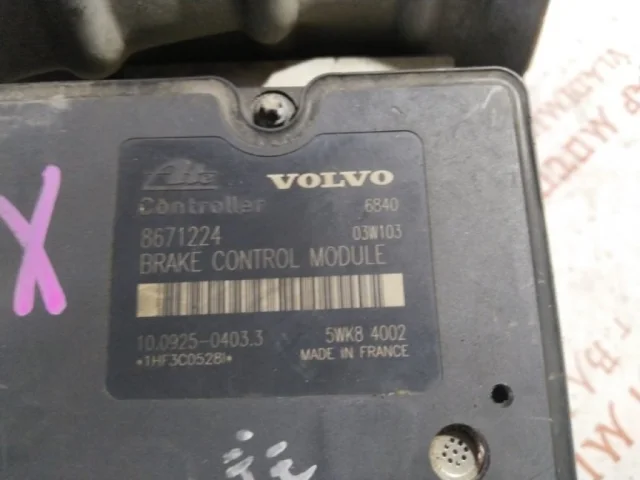 Ate VOLVO
Controller 6840
8671224 03W103
BRAKE CONTROL MODULE
10.0925-0403.3 5WK8 4002
*1HF3C0528I* MADE IN FRANCE
X